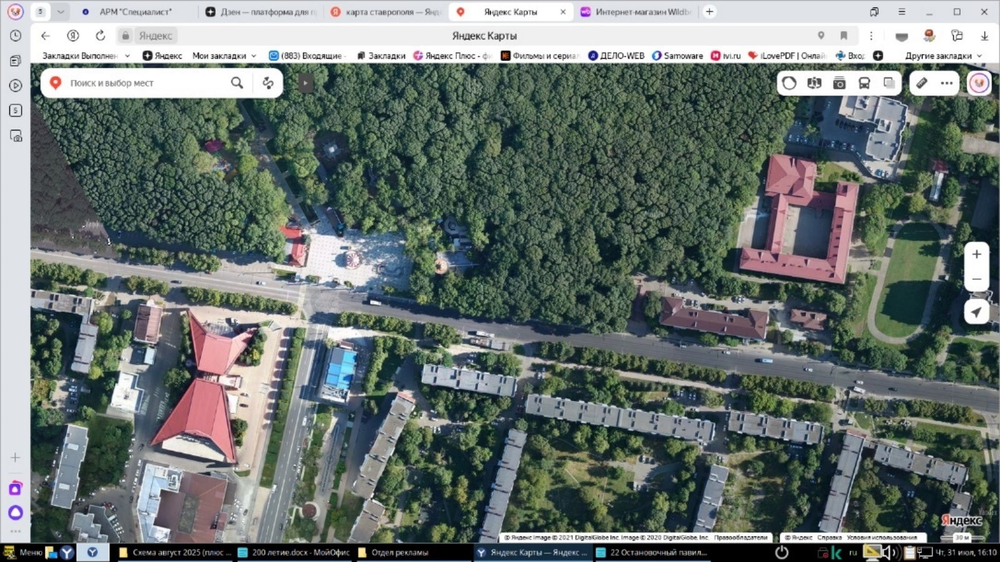 5
АРМ "Специалист"
Дзен — платформа для п
карта ставрополя — Янд
Яндекс Карты
Интернет-магазин Wildb
Яндекс
Яндекс Карты
Закладки Выполнен
Яндекс
Мои закладки
(883) Входящие -
Закладки
Яндекс Плюс - фи
Фильмы и сериал
ДЕЛО-WEB
Samoware
ivi.ru
iLovePDF | Онлай
Вход
Другие закладки
Поиск и выбор мест
5
Яндекс
© Яндекс Image © 2021 DigitalGlobe Inc. Image © 2020 DigitalGlobe, Inc.
Правообладатели
© Яндекс
Справка
Условия использования
30 м
Меню
Схема август 2025 (плюс ...
200 летие.docx - МойОфис
Отдел рекламы
Яндекс Карты — Яндекс ...
22 Остановочный павил...
ru
Чт, 31 июл, 16:10